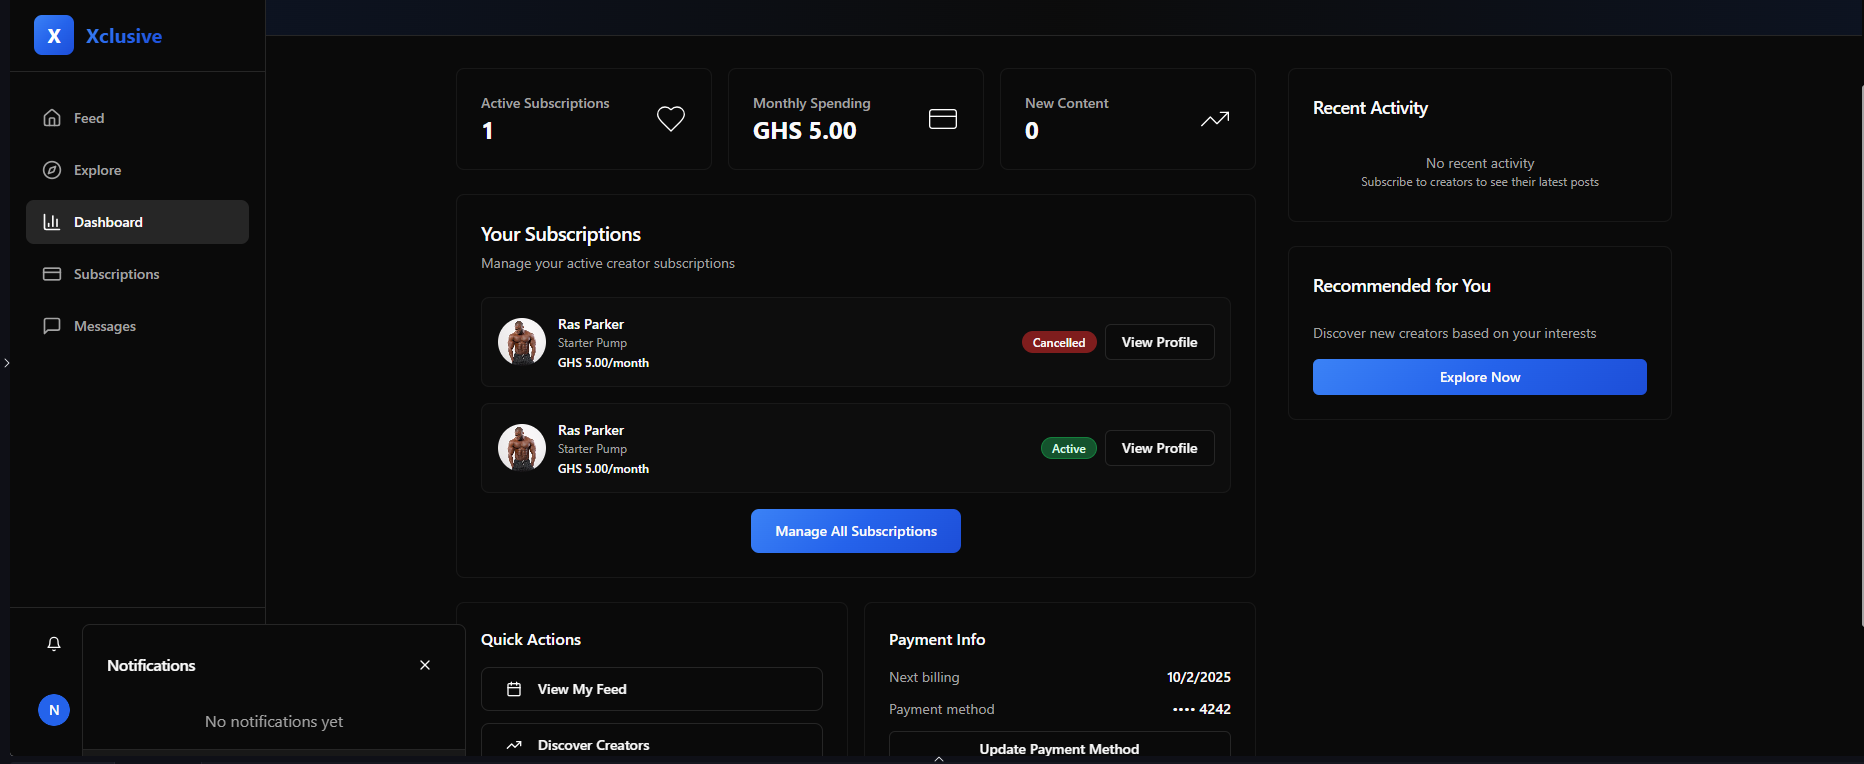 X Xclusive
Feed
Explore
Dashboard
Subscriptions
Messages
Active Subscriptions
1
Monthly Spending
GHS 5.00
New Content
0
Your Subscriptions
Manage your active creator subscriptions
Ras Parker
Starter Pump
GHS 5.00/month
Cancelled
View Profile
Ras Parker
Starter Pump
GHS 5.00/month
Active
View Profile
Manage All Subscriptions
Recent Activity
No recent activity
Subscribe to creators to see their latest posts
Recommended for You
Discover new creators based on your interests
Explore Now
Quick Actions
View My Feed
Discover Creators
Payment Info
Next billing 10/2/2025
Payment method •••• 4242
Update Payment Method
Notifications
No notifications yet
N